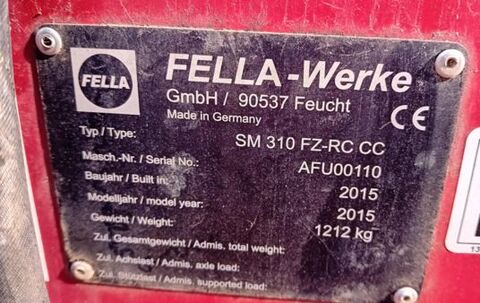 FELLA
FELLA-Werke
GmbH / 90537 Feucht
Made in Germany
CE
Typ / Type: SM 310 FZ-RC CC
Masch.-Nr. / Serial No.: AFU00110
Baujahr / Built in: 2015
Modelljahr / model year: 2015
Gewicht / Weight: 1212 kg
Zul. Gesamtgewicht / Admis. total weight:
Zul. Achslast / Admis. axle load:
Zul. Stützlast / Admis. supported load: